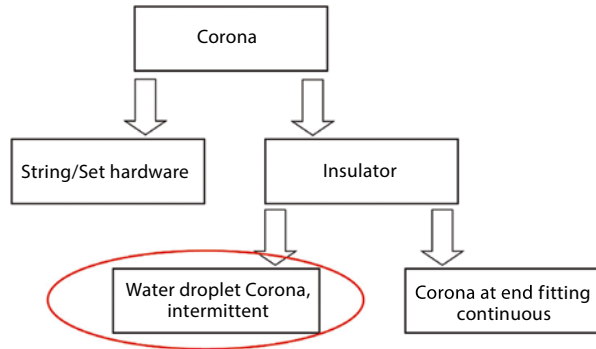 Corona
String/Set hardware
Insulator
Water droplet Corona,
intermittent
Corona at end fitting
continuous